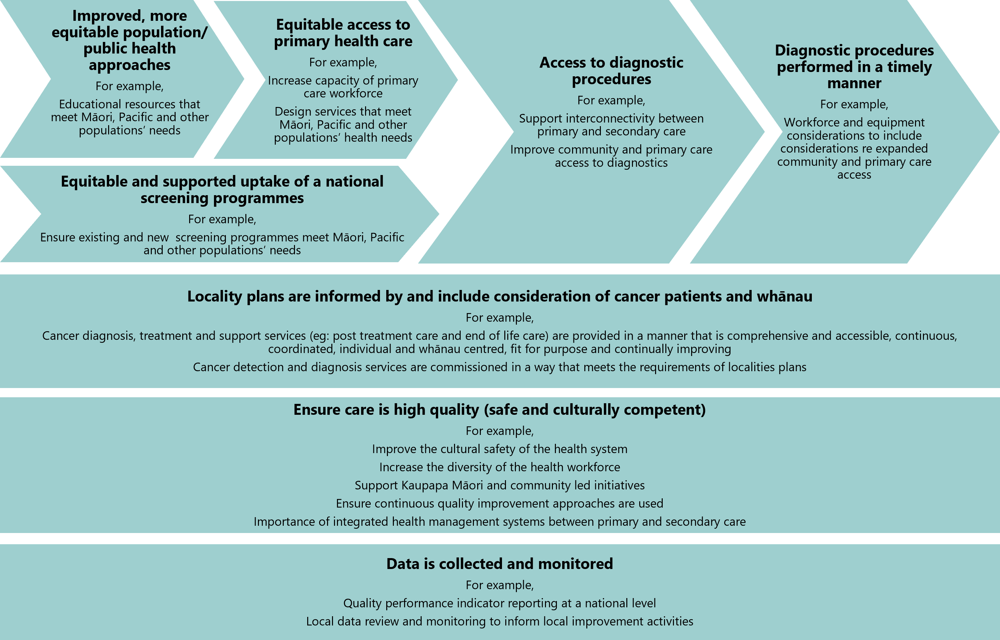 Improved, more
equitable population/
public health
approaches
For example,
Educational resources that
meet Māori, Pacific and other
populations‘ needs
Equitable access to
primary health care
For example,
Increase capacity of primary
care workforce
Design services that meet
Māori, Pacific and other
populations‘ health needs
Equitable and supported uptake of a national
screening programmes
For example,
Ensure existing and new  screening programmes meet Māori, Pacific
and other populations‘ needs
Access to diagnostic
procedures
For example,
Support interconnectivity between
primary and secondary care
Improve community and primary care
access to diagnostics
Diagnostic procedures
performed in a timely
manner
For example,
Workforce and equipment
considerations to include
considerations re expanded
community and primary care
access
Locality plans are informed by and include consideration of cancer patients and whānau
For example,
Cancer diagnosis, treatment and support services (eg: post treatment care and end of life care) are provided in a manner that is comprehensive and accessible, continuous,
coordinated, individual and whānau centred, fit for purpose and continually improving
Cancer detection and diagnosis services are commissioned in a way that meets the requirements of localities plans
Ensure care is high quality (safe and culturally competent)
For example,
Improve the cultural safety of the health system
Increase the diversity of the health workforce
Support Kaupapa Māori and community led initiatives
Ensure continuous quality improvement approaches are used
Importance of integrated health management systems between primary and secondary care
Data is collected and monitored
For example,
Quality performance indicator reporting at a national level
Local data review and monitoring to inform local improvement activities